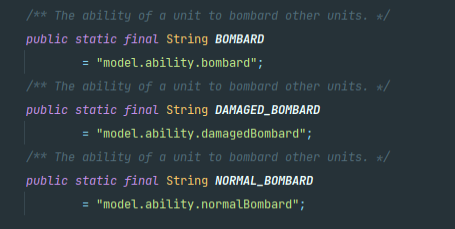 /** The ability of a unit to bombard other units. */
public static final String BOMBARD
= "model.ability.bombard";
/** The ability of a unit to bombard other units. */
public static final String DAMAGED_BOMBARD
= "model.ability.damagedBombard";
/** The ability of a unit to bombard other units. */
public static final String NORMAL_BOMBARD
= "model.ability.normalBombard";